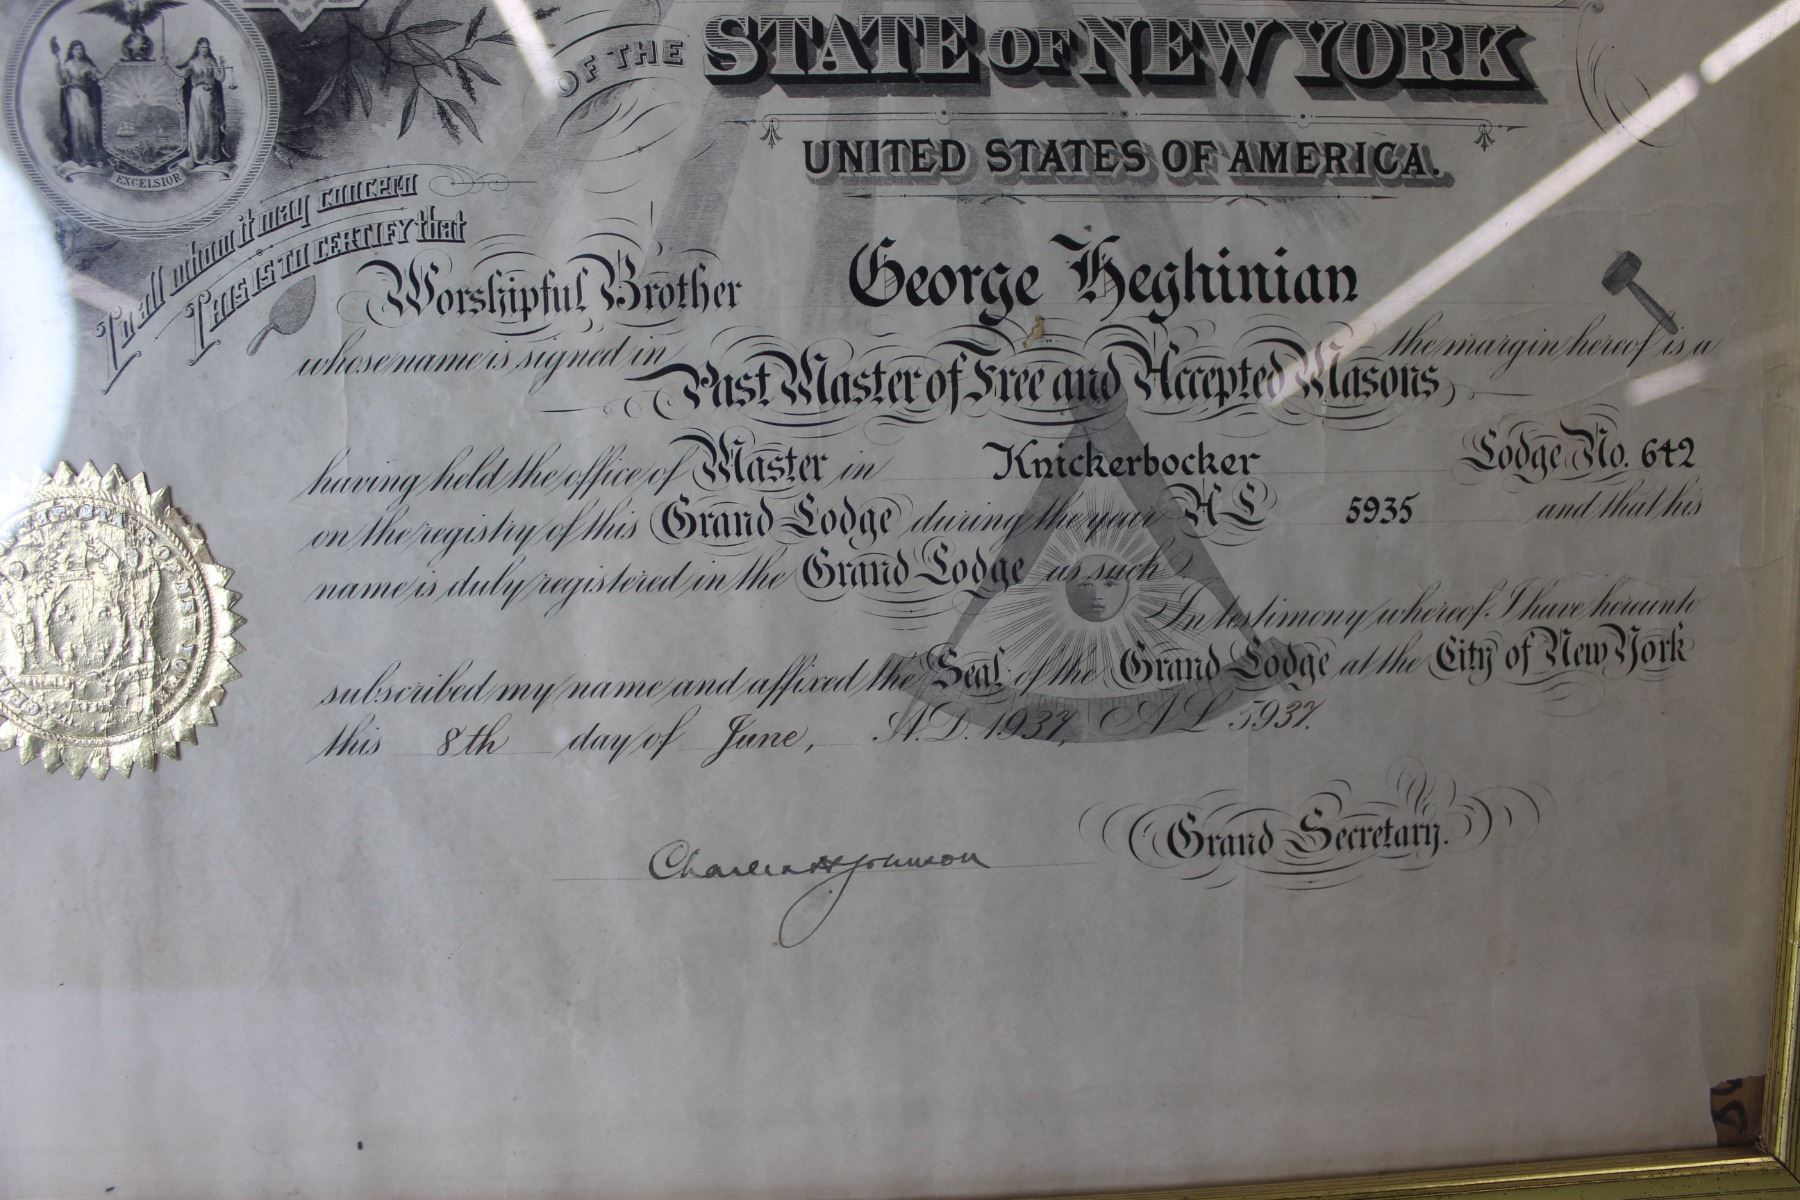 OF THE STATE OF NEW YORK
UNITED STATES OF AMERICA.
EXCELSIOR
To all whom it may concern
THIS IS TO CERTIFY that
Worshipful Brother George Heghinian
whose name is signed in the margin hereof is a
Past Master of Free and Accepted Masons
having held the office of Master in Knickerbocker Lodge No. 642
on the registry of this Grand Lodge during the year AL 5935 and that his
name is duly registered in the Grand Lodge as such.
In testimony whereof I have hereunto
subscribed my name and affixed the Seal of the Grand Lodge at the City of New York
this 8th day of June, A.D. 1937, AL 5937.
Charles H Johnson Grand Secretary.